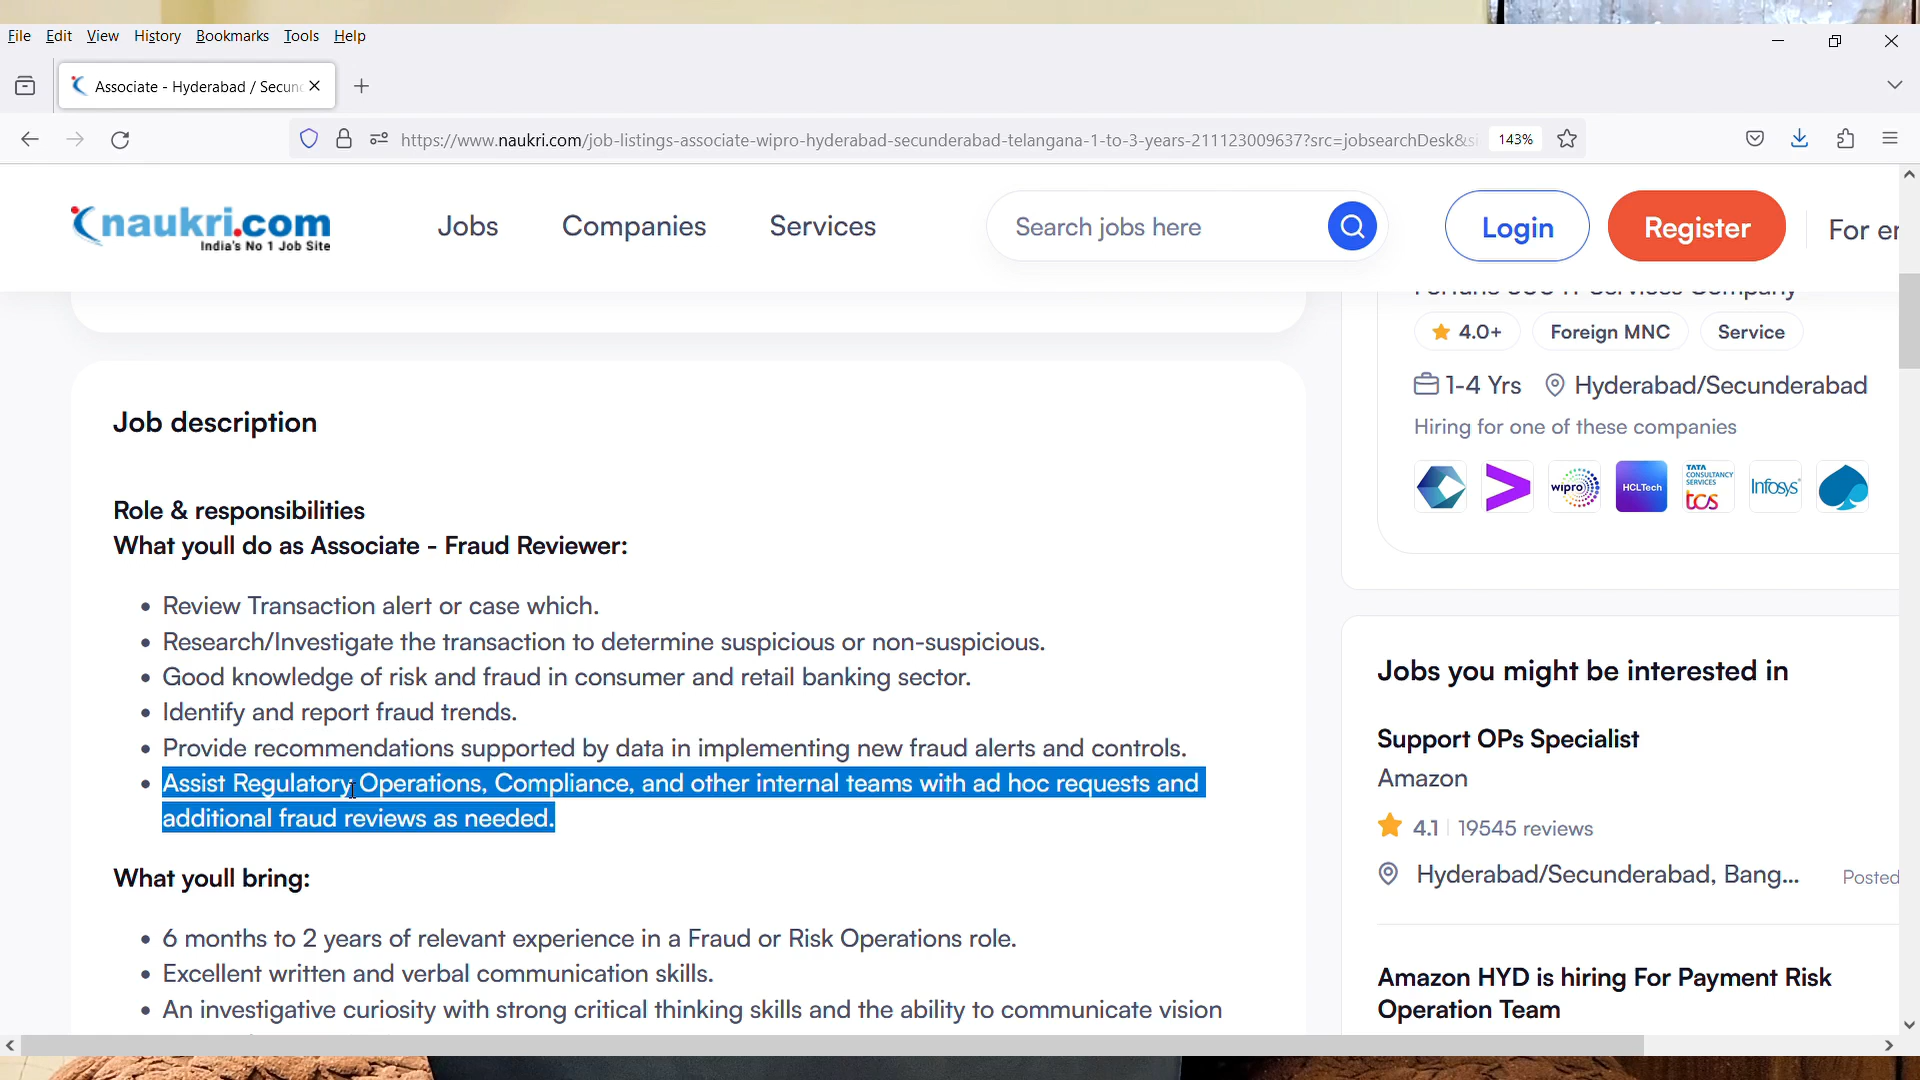 File Edit View History Bookmarks Tools Help
Associate - Hyderabad / Secun
https://www.naukri.com/job-listings-associate-wipro-hyderabad-secunderabad-telangana-1-to-3-years-211123009637?src=jobsearchDesk&si 143%
naukri.com
India's No 1 Job Site
Jobs Companies Services Search jobs here Login Register For er
Fortune 500 IT Services Company
4.0+ Foreign MNC Service
1-4 Yrs Hyderabad/Secunderabad
Hiring for one of these companies
wipro HCLTech TATA CONSULTANCY SERVICES tcs Infosys
Job description
Role & responsibilities
What youll do as Associate - Fraud Reviewer:
Review Transaction alert or case which.
Research/Investigate the transaction to determine suspicious or non-suspicious.
Good knowledge of risk and fraud in consumer and retail banking sector.
Identify and report fraud trends.
Provide recommendations supported by data in implementing new fraud alerts and controls.
Assist Regulatory Operations, Compliance, and other internal teams with ad hoc requests and
additional fraud reviews as needed.
What youll bring:
6 months to 2 years of relevant experience in a Fraud or Risk Operations role.
Excellent written and verbal communication skills.
An investigative curiosity with strong critical thinking skills and the ability to communicate vision
Jobs you might be interested in
Support OPs Specialist
Amazon
4.1 19545 reviews
Hyderabad/Secunderabad, Bang... Posted
Amazon HYD is hiring For Payment Risk
Operation Team